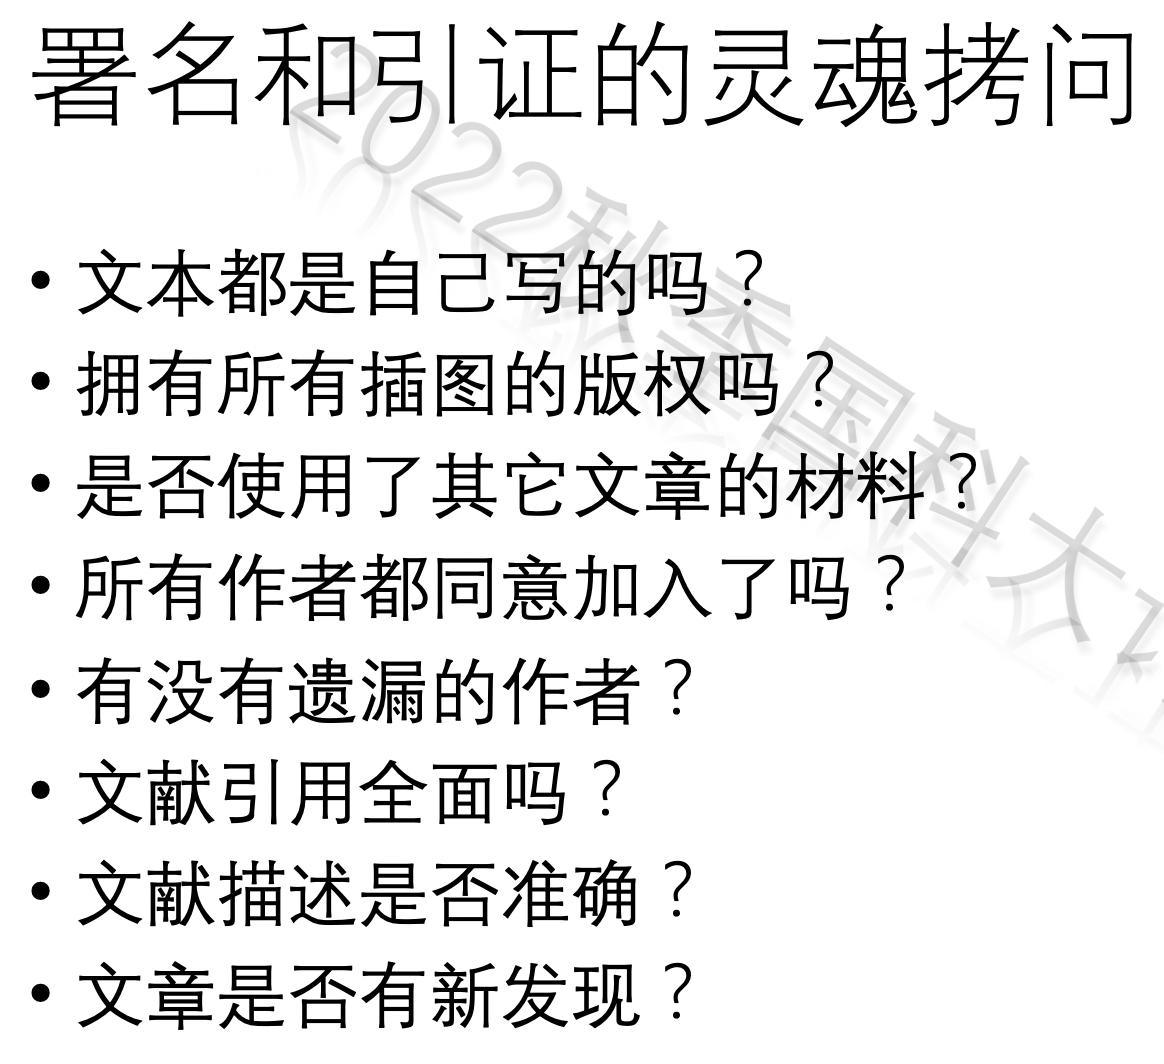 署名和引证的灵魂拷问
2022秋季国科大
• 文本都是自己写的吗？
• 拥有所有插图的版权吗？
• 是否使用了其它文章的材料？
• 所有作者都同意加入了吗？
• 有没有遗漏的作者？
• 文献引用全面吗？
• 文献描述是否准确？
• 文章是否有新发现？